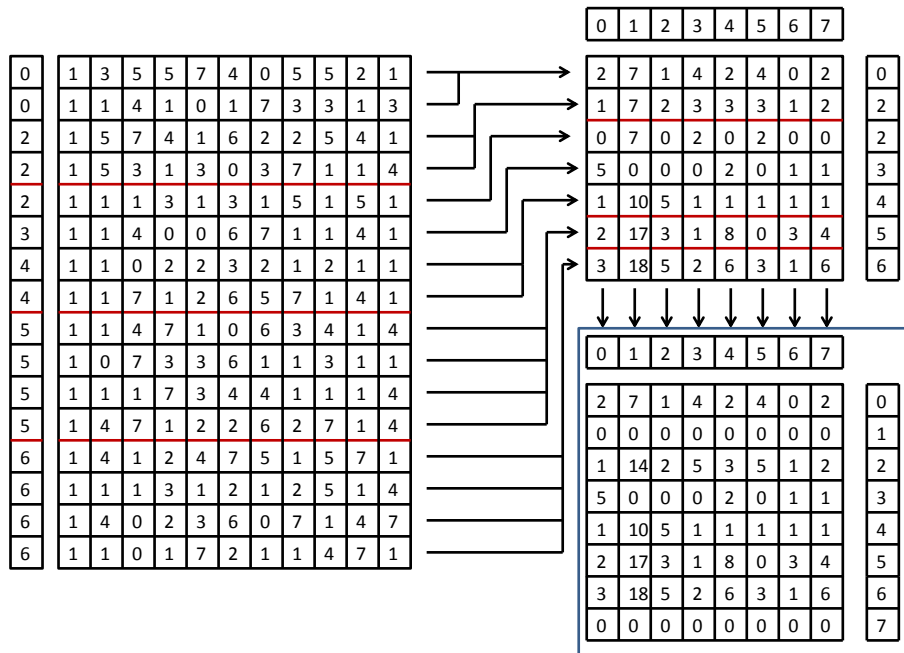 0 1 2 3 4 5 6 7
0 1 3 5 5 7 4 0 5 5 2 1
0 1 1 4 1 0 1 7 3 3 1 3
2 1 5 7 4 1 6 2 2 5 4 1
2 1 5 3 1 3 0 3 7 1 1 4
2 1 1 1 3 1 3 1 5 1 5 1
3 1 1 4 0 0 6 7 1 1 4 1
4 1 1 0 2 2 3 2 1 2 1 1
4 1 1 7 1 2 6 5 7 1 4 1
5 1 1 4 7 1 0 6 3 4 1 4
5 1 0 7 3 3 6 1 1 3 1 1
5 1 1 1 7 3 4 4 1 1 1 4
5 1 4 7 1 2 2 6 2 7 1 4
6 1 4 1 2 4 7 5 1 5 7 1
6 1 1 1 3 1 2 1 2 5 1 4
6 1 4 0 2 3 6 0 7 1 4 7
6 1 1 0 1 7 2 1 1 4 7 1
2 7 1 4 2 4 0 2 0
1 7 2 3 3 3 1 2 2
0 7 0 2 0 2 0 0 2
5 0 0 0 2 0 1 1 3
1 10 5 1 1 1 1 1 4
2 17 3 1 8 0 3 4 5
3 18 5 2 6 3 1 6 6
0 1 2 3 4 5 6 7
2 7 1 4 2 4 0 2 0
0 0 0 0 0 0 0 0 1
1 14 2 5 3 5 1 2 2
5 0 0 0 2 0 1 1 3
1 10 5 1 1 1 1 1 4
2 17 3 1 8 0 3 4 5
3 18 5 2 6 3 1 6 6
0 0 0 0 0 0 0 0 7